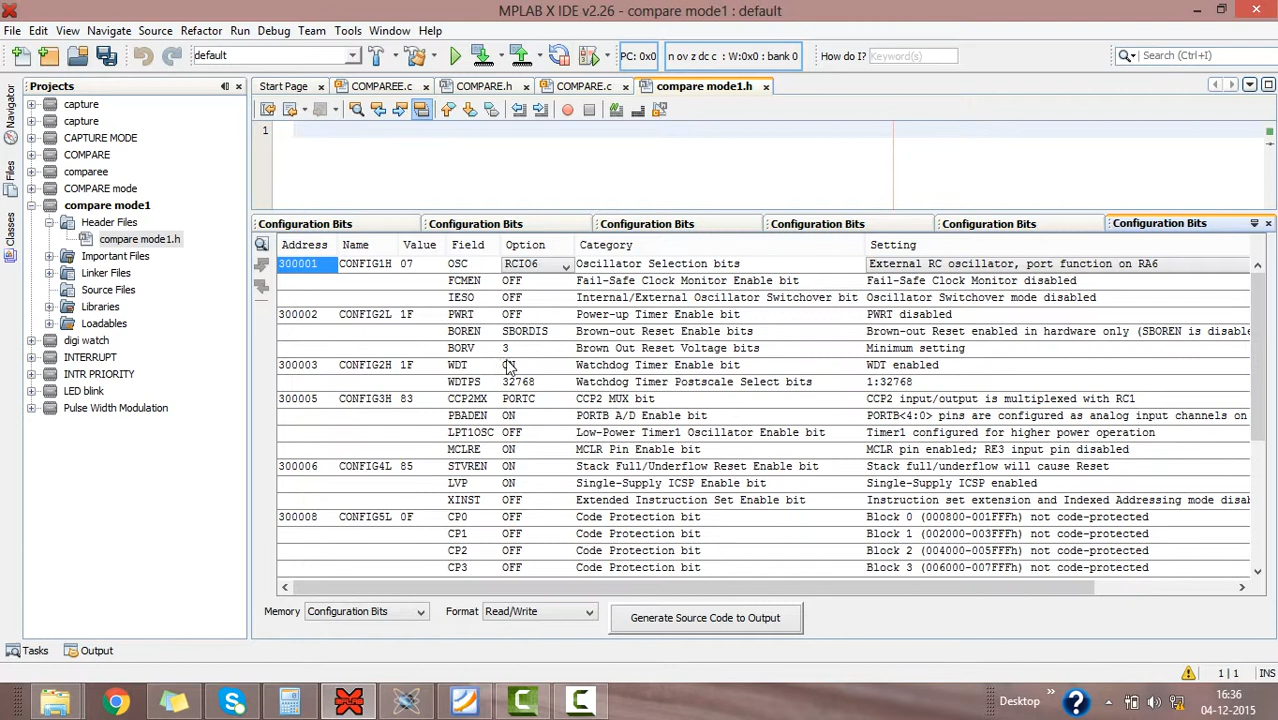 MPLAB X IDE v2.26 - compare mode1 : default
File Edit View Navigate Source Refactor Run Debug Team Tools Window Help
default PC: 0x0 n ov z dc c : W:0x0 : bank 0 How do I? Keyword(s) Search (Ctrl+I)
Projects Start Page COMPAREE.c COMPARE.h COMPARE.c compare mode1.h
Navigator
Files
Classes
capture
capture
CAPTURE MODE
COMPARE
comparee
COMPARE mode
compare mode1
Header Files
compare mode1.h
Important Files
Linker Files
Source Files
Libraries
Loadables
digi watch
INTERRUPT
INTR PRIORITY
LED blink
Pulse Width Modulation
1
Configuration Bits Configuration Bits Configuration Bits Configuration Bits Configuration Bits Configuration Bits
Address Name Value Field Option Category Setting
300001 CONFIG1H 07 OSC RCIO6 Oscillator Selection bits External RC oscillator, port function on RA6
FCMEN OFF Fail-Safe Clock Monitor Enable bit Fail-Safe Clock Monitor disabled
IESO OFF Internal/External Oscillator Switchover bit Oscillator Switchover mode disabled
300002 CONFIG2L 1F PWRT OFF Power-up Timer Enable bit PWRT disabled
BOREN SBORDIS Brown-out Reset Enable bits Brown-out Reset enabled in hardware only (SBOREN is disable
BORV 3 Brown Out Reset Voltage bits Minimum setting
300003 CONFIG2H 1F WDT Watchdog Timer Enable bit WDT enabled
WDTPS 32768 Watchdog Timer Postscale Select bits 1:32768
300005 CONFIG3H 83 CCP2MX PORTC CCP2 MUX bit CCP2 input/output is multiplexed with RC1
PBADEN ON PORTB A/D Enable bit PORTB<4:0> pins are configured as analog input channels on
LPT1OSC OFF Low-Power Timer1 Oscillator Enable bit Timer1 configured for higher power operation
MCLRE ON MCLR Pin Enable bit MCLR pin enabled; RE3 input pin disabled
300006 CONFIG4L 85 STVREN ON Stack Full/Underflow Reset Enable bit Stack full/underflow will cause Reset
LVP ON Single-Supply ICSP Enable bit Single-Supply ICSP enabled
XINST OFF Extended Instruction Set Enable bit Instruction set extension and Indexed Addressing mode disab
300008 CONFIG5L 0F CP0 OFF Code Protection bit Block 0 (000800-001FFFh) not code-protected
CP1 OFF Code Protection bit Block 1 (002000-003FFFh) not code-protected
CP2 OFF Code Protection bit Block 2 (004000-005FFFh) not code-protected
CP3 OFF Code Protection bit Block 3 (006000-007FFFh) not code-protected
Memory Configuration Bits Format Read/Write Generate Source Code to Output
Tasks Output
1 | 1 INS
Desktop 16:36
04-12-2015